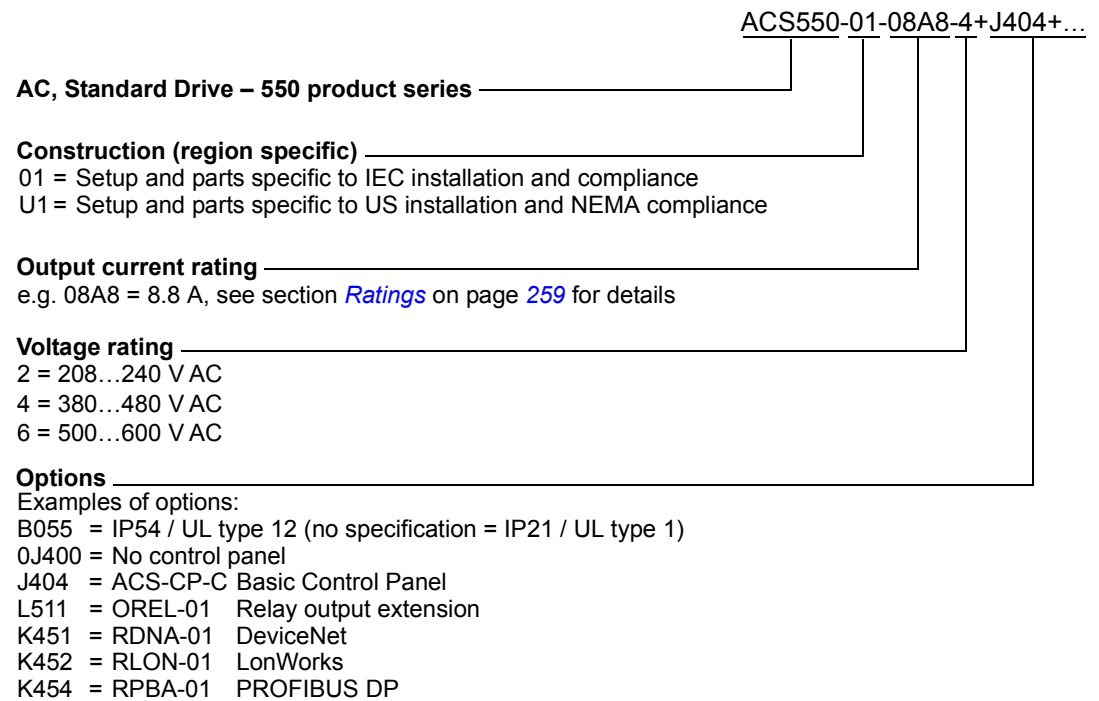 ACS550-01-08A8-4+J404+…
AC, Standard Drive – 550 product series
Construction (region specific)
01 = Setup and parts specific to IEC installation and compliance
U1 = Setup and parts specific to US installation and NEMA compliance
Output current rating
e.g. 08A8 = 8.8 A, see section Ratings on page 259 for details
Voltage rating
2 = 208…240 V AC
4 = 380…480 V AC
6 = 500…600 V AC
Options
Examples of options:
B055 = IP54 / UL type 12 (no specification = IP21 / UL type 1)
0J400 = No control panel
J404 = ACS-CP-C Basic Control Panel
L511 = OREL-01 Relay output extension
K451 = RDNA-01 DeviceNet
K452 = RLON-01 LonWorks
K454 = RPBA-01 PROFIBUS DP